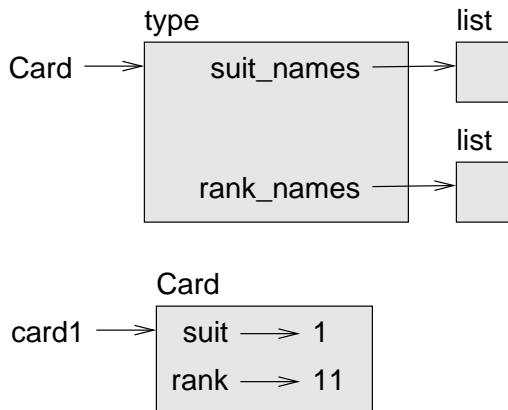 type
list
Card
suit_names
list
rank_names
Card
card1
suit
1
rank
11